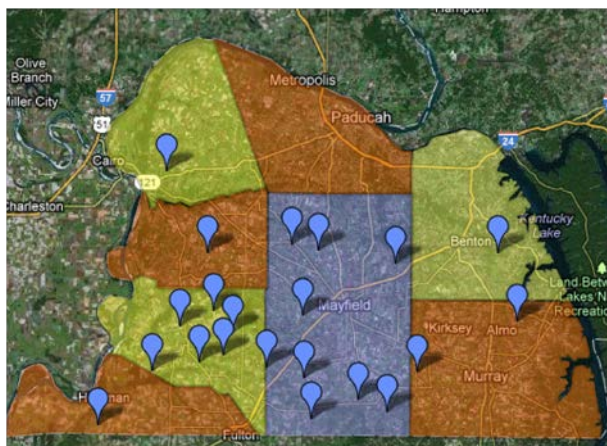 Hampton
Olive
Branch
Miller City
57
51
Metropolis
Paducah
24
Cairo
121
Charleston
Kentucky
Lake
Benton
Land Betw
Lakes N
Recreation
Mayfield
Kirksey
Almo
Murray
Fulton